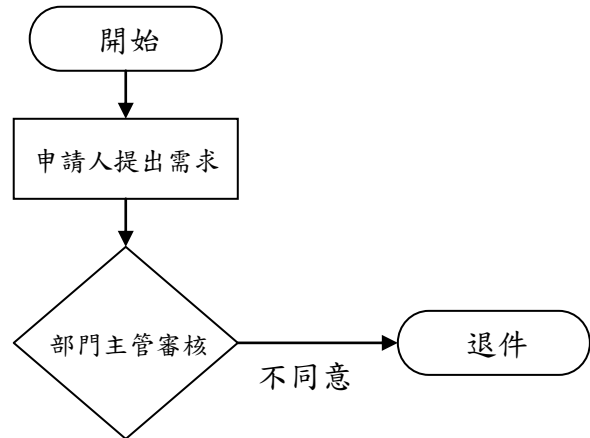 開始
申請人提出需求
部門主管審核
不同意
退件